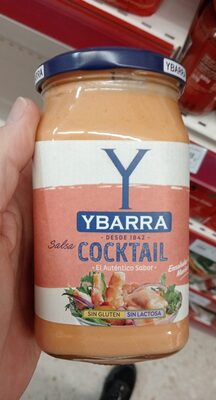 YBARRA
Y
YBARRA
DESDE 1842
Salsa
COCKTAIL
El Auténtico Sabor
SIN GLUTEN SIN LACTOSA